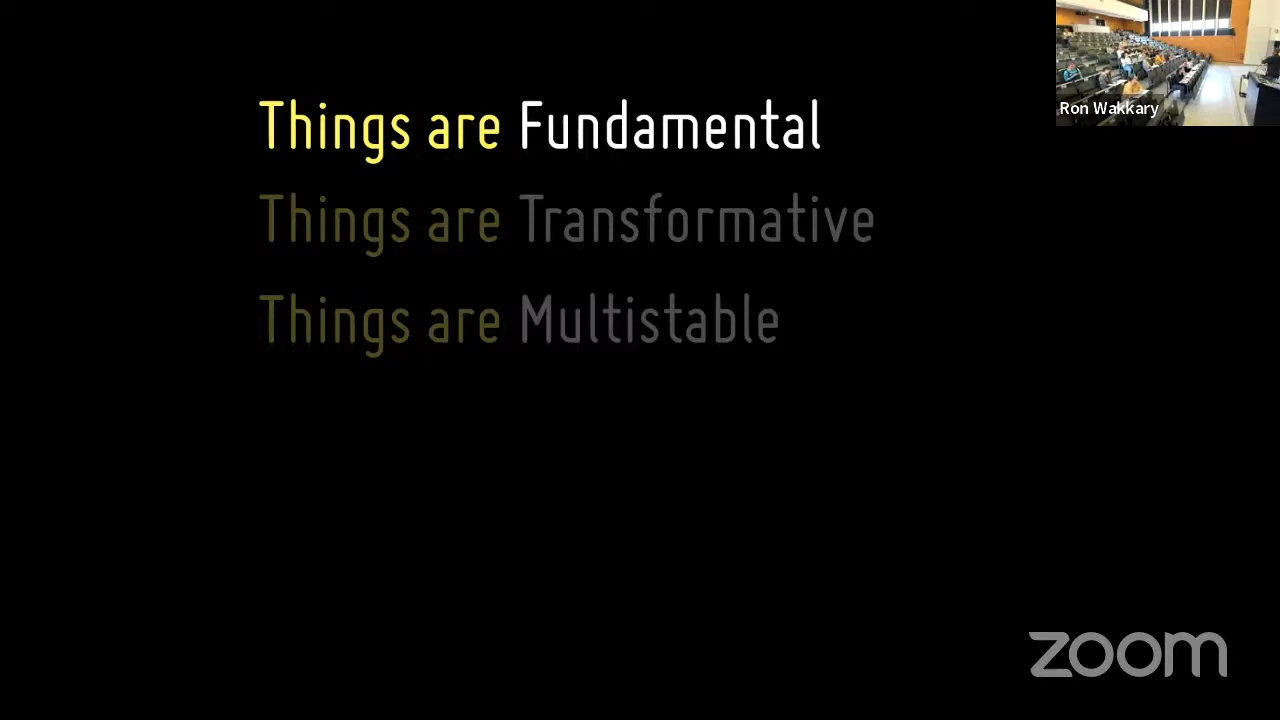 Things are Fundamental
Things are Transformative
Things are Multistable
Ron Wakkary
zoom